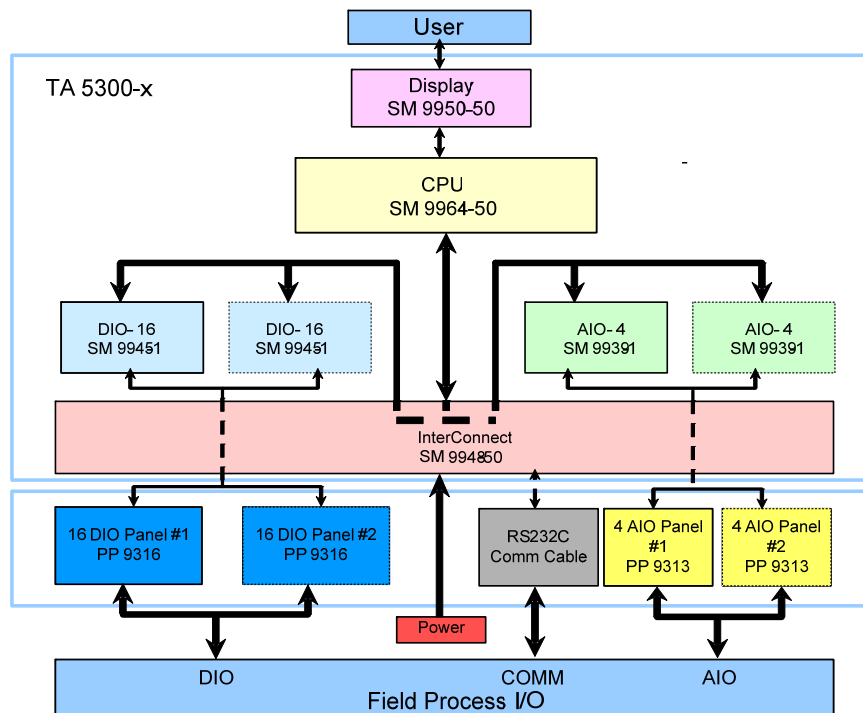 User
TA 5300-x
Display
SM 9950-50
-
CPU
SM 9964-50
DIO- 16
SM 99451
DIO- 16
SM 99451
AIO- 4
SM 99391
AIO- 4
SM 99391
InterConnect
SM 994850
16 DIO Panel #1
PP 9316
16 DIO Panel #2
PP 9316
RS232C
Comm Cable
4 AIO Panel
#1
PP 9313
4 AIO Panel
#2
PP 9313
Power
DIO
COMM
AIO
Field Process I/O